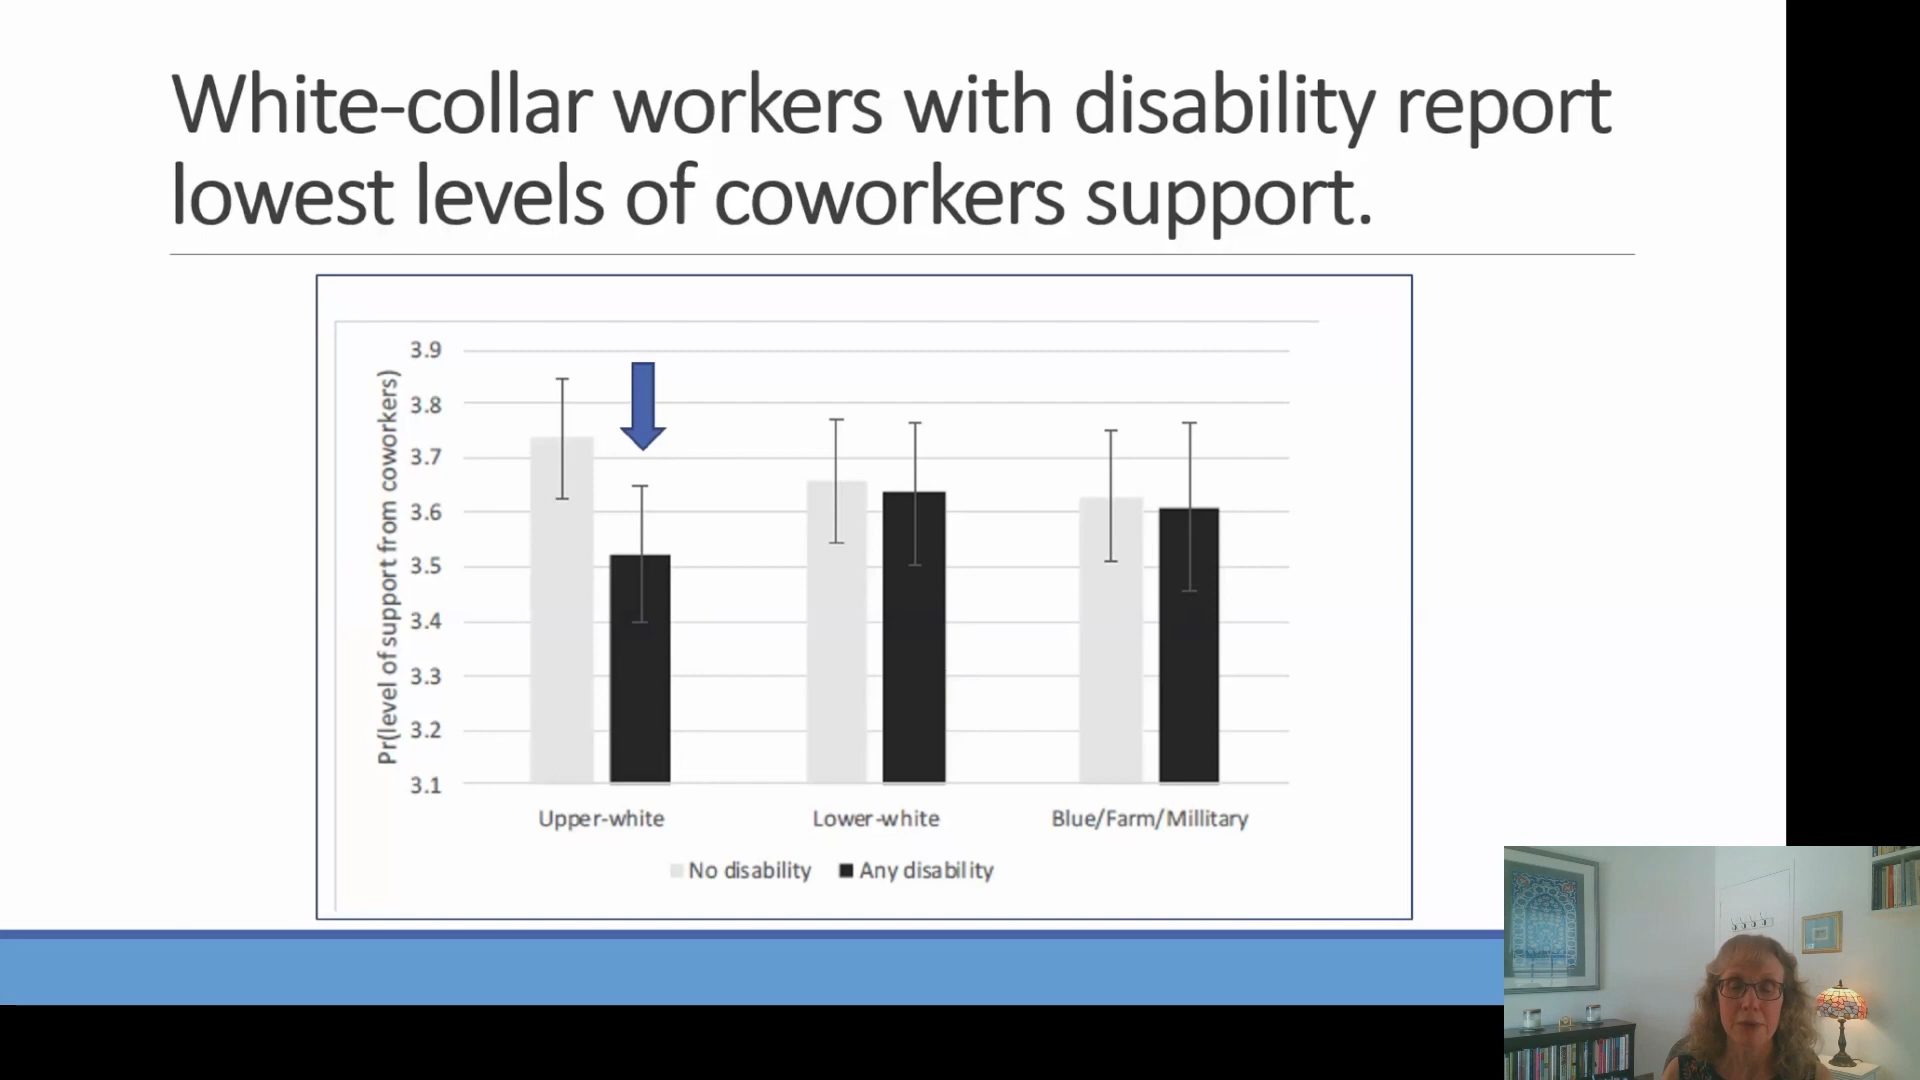 White-collar workers with disability report
lowest levels of coworkers support.
Pr(level of support from coworkers)
3.9
3.8
3.7
3.6
3.5
3.4
3.3
3.2
3.1
Upper-white
Lower-white
Blue/Farm/Millitary
No disability
Any disability